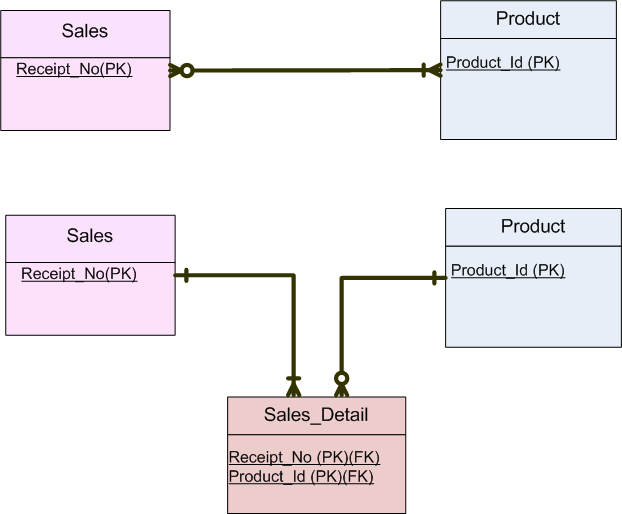 Sales
Receipt_No(PK)
Product
Product_Id (PK)
Sales
Receipt_No(PK)
Product
Product_Id (PK)
Sales_Detail
Receipt_No (PK)(FK)
Product_Id (PK)(FK)